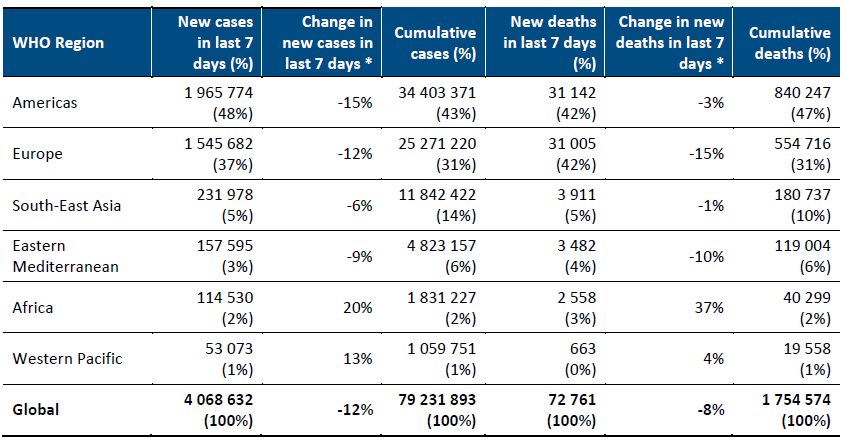 WHO Region
New cases
in last 7
days (%)
Change in
new cases in
last 7 days *
Cumulative
cases (%)
New deaths
in last 7 days
(%)
Change in new
deaths in last 7
days *
Cumulative
deaths (%)
Americas
1 965 774
(48%)
-15%
34 403 371
(43%)
31 142
(42%)
-3%
840 247
(47%)
Europe
1 545 682
(37%)
-12%
25 271 220
(31%)
31 005
(42%)
-15%
554 716
(31%)
South-East Asia
231 978
(5%)
-6%
11 842 422
(14%)
3 911
(5%)
-1%
180 737
(10%)
Eastern
Mediterranean
157 595
(3%)
-9%
4 823 157
(6%)
3 482
(4%)
-10%
119 004
(6%)
Africa
114 530
(2%)
20%
1 831 227
(2%)
2 558
(3%)
37%
40 299
(2%)
Western Pacific
53 073
(1%)
13%
1 059 751
(1%)
663
(0%)
4%
19 558
(1%)
Global
4 068 632
(100%)
-12%
79 231 893
(100%)
72 761
(100%)
-8%
1 754 574
(100%)